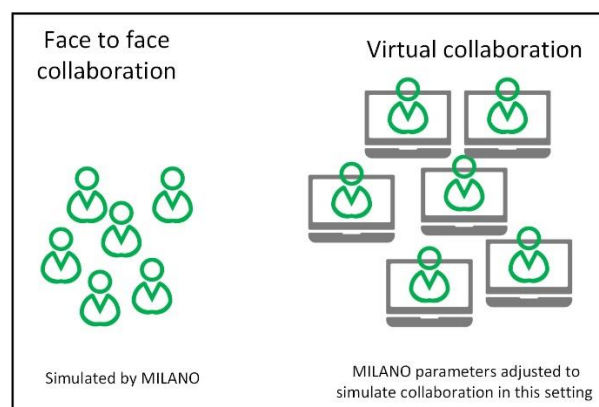 Face to face
collaboration
Virtual collaboration
Simulated by MILANO
MILANO parameters adjusted to
simulate collaboration in this setting